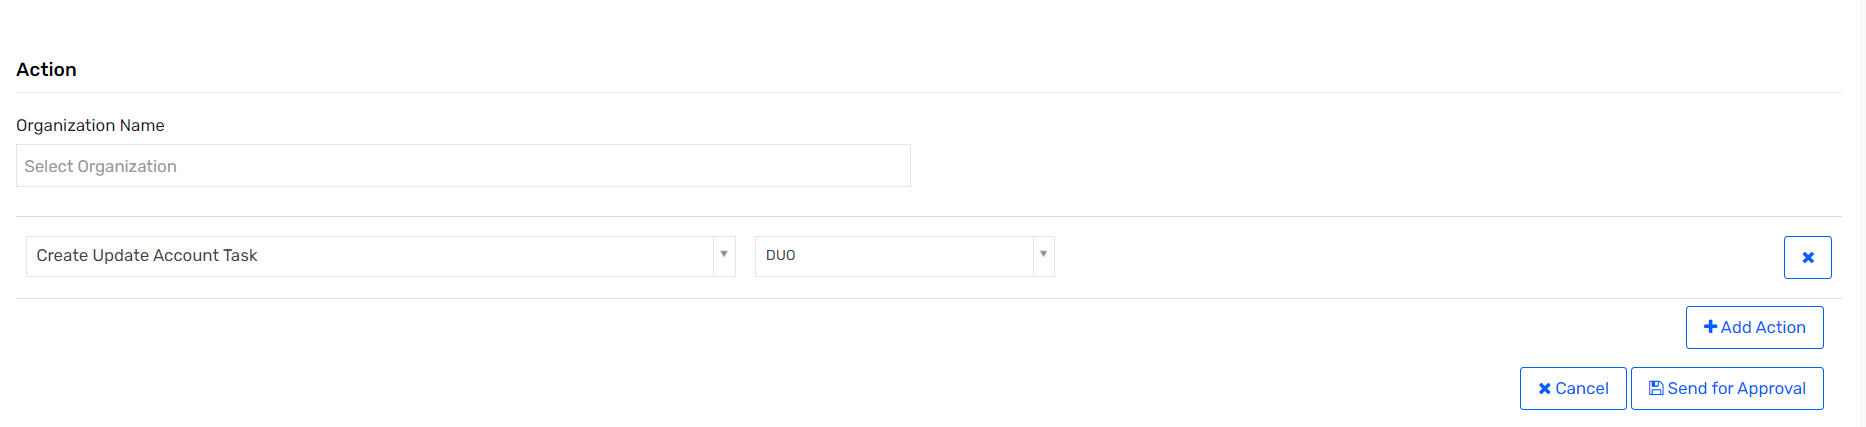 Action
Organization Name
Select Organization
Create Update Account Task
DUO
Add Action
Cancel
Send for Approval